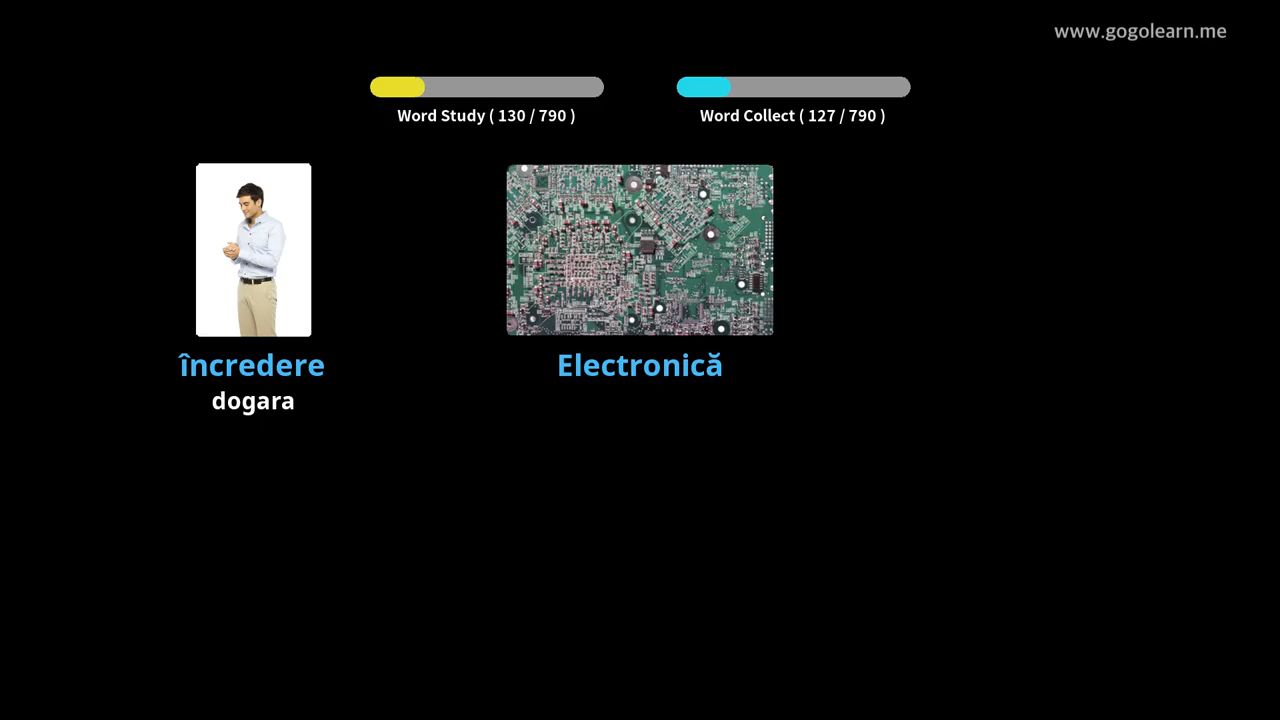 www.gogolearn.me
Word Study ( 130 / 790 )
Word Collect ( 127 / 790 )
încredere
dogara
Electronică